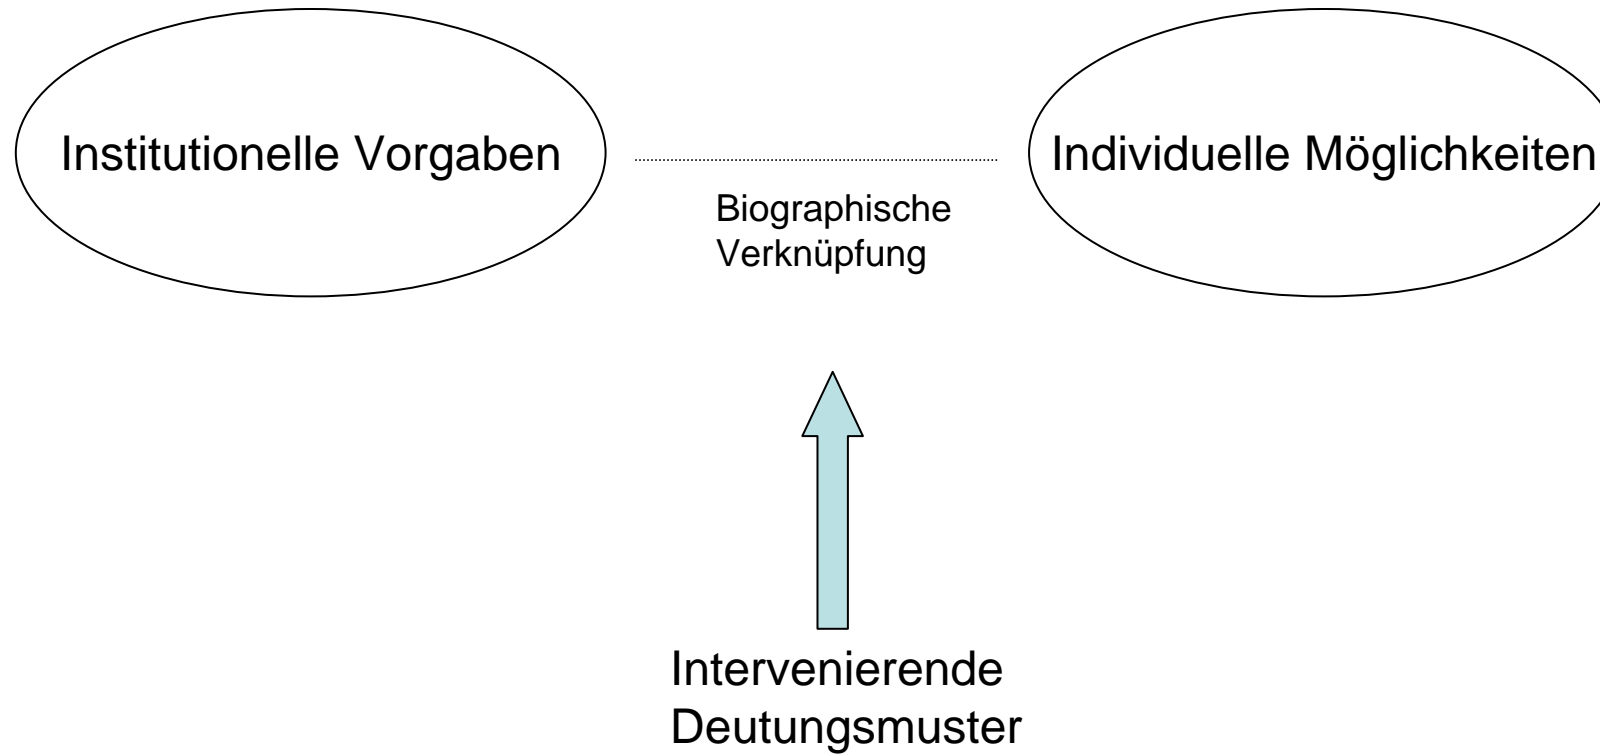 Institutionelle Vorgaben
Individuelle Möglichkeiten
Biographische
Verknüpfung
Intervenierende
Deutungsmuster